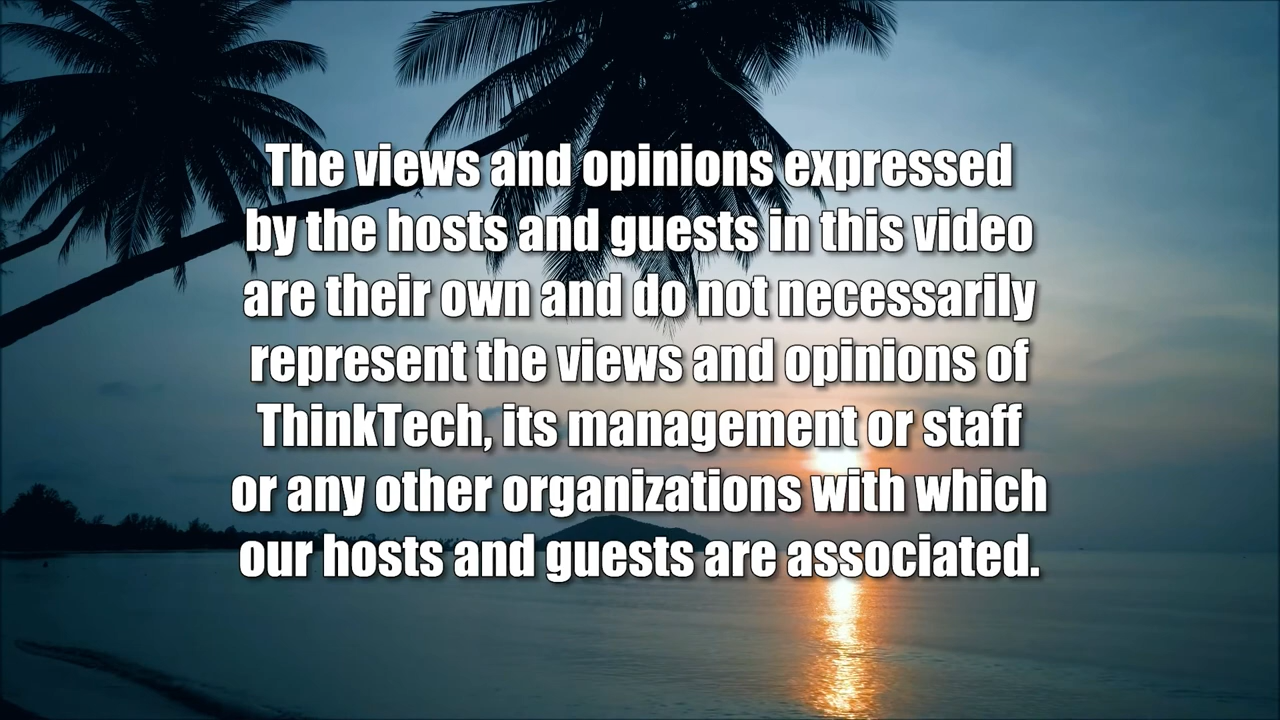 The views and opinions expressed
by the hosts and guests in this video
are their own and do not necessarily
represent the views and opinions of
ThinkTech, its management or staff
or any other organizations with which
our hosts and guests are associated.